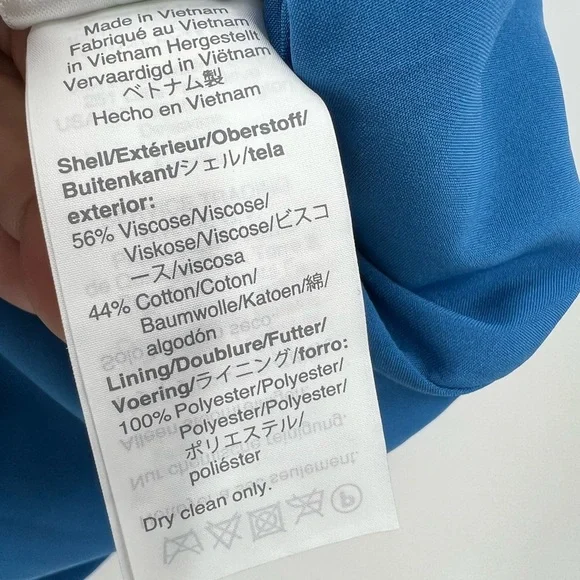 Made in Vietnam
Fabriqué au Vietnam
in Vietnam Hergestellt
Vervaardigd in Viëtnam
ベトナム製
Hecho en Vietnam
Shell/Extérieur/Oberstoff/
Buitenkant/シェル/tela
exterior:
56% Viscose/Viscose/
Viskose/Viscose/ビスコ
ース/viscosa
44% Cotton/Coton/
Baumwolle/Katoen/綿/
algodón
Lining/Doublure/Futter/
Voering/ライニング/forro:
100% Polyester/Polyester/
Polyester/Polyester/
ポリエステル/
poliéster
Dry clean only.